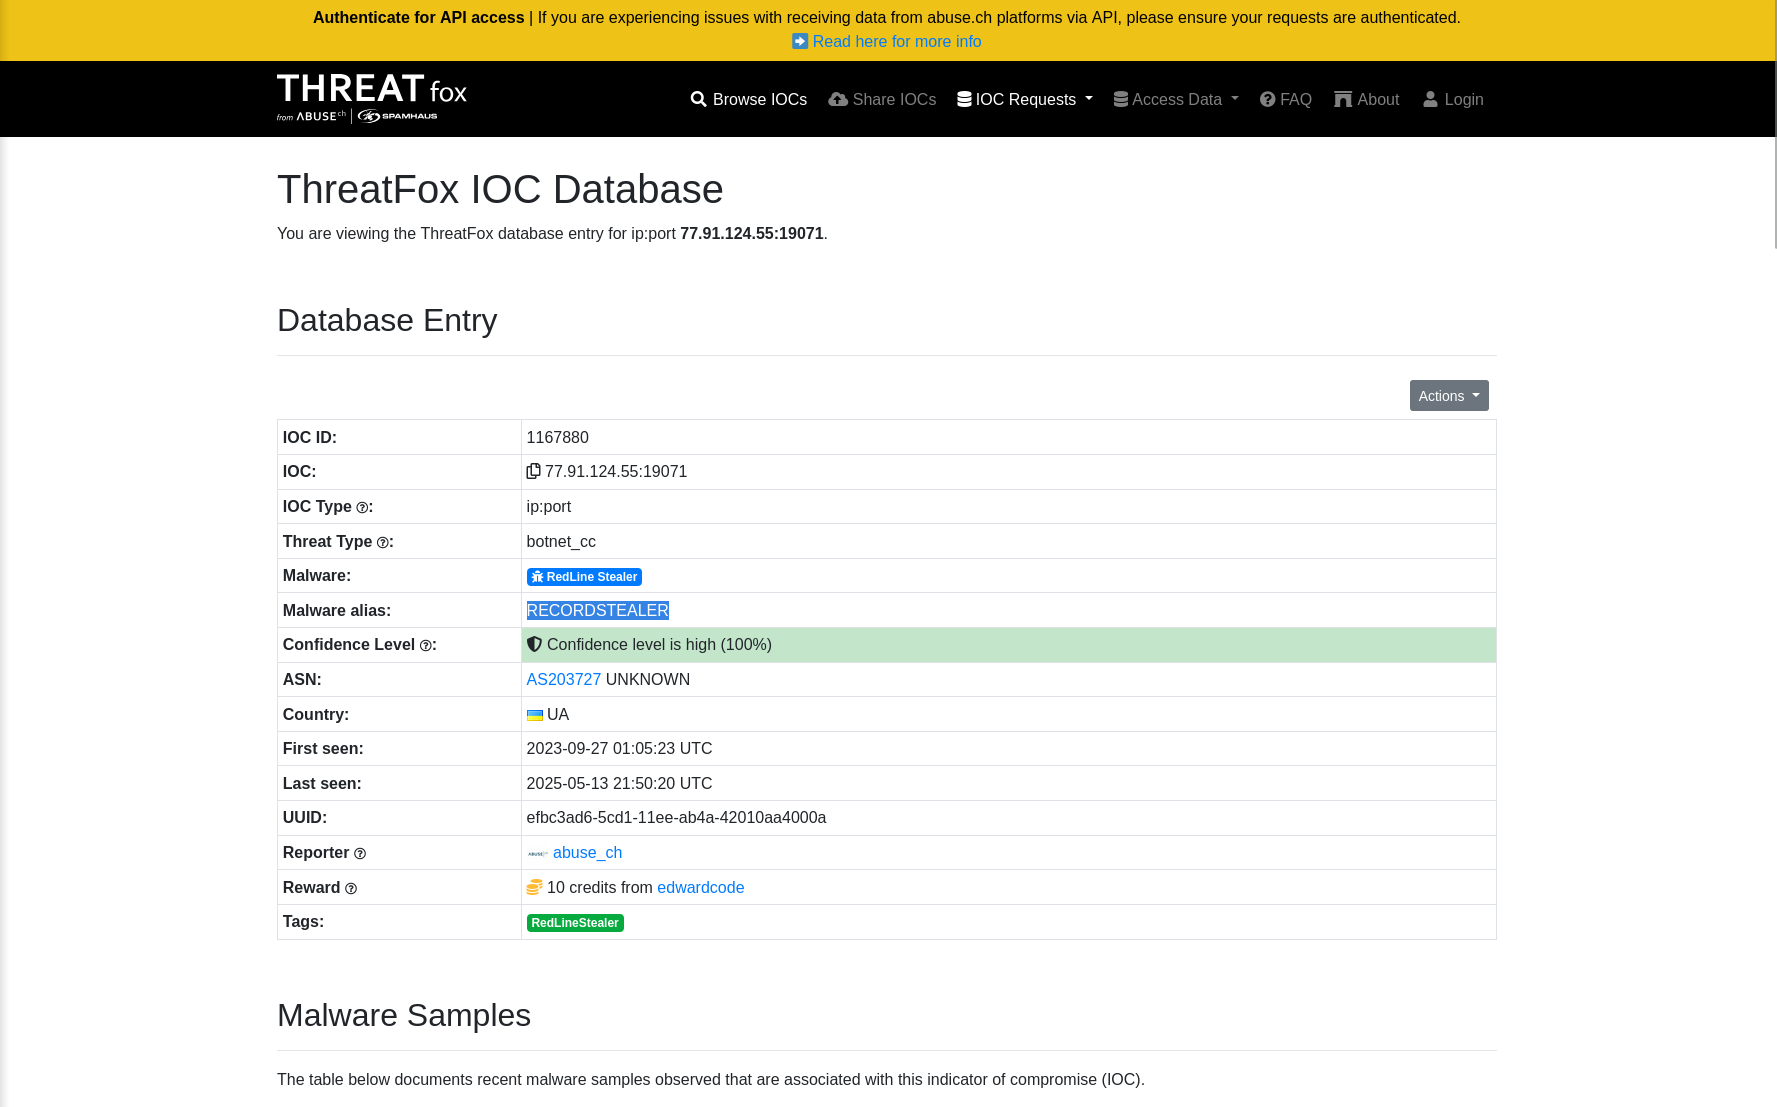 Authenticate for API access | If you are experiencing issues with receiving data from abuse.ch platforms via API, please ensure your requests are authenticated.
➡ Read here for more info
THREAT fox
from ABUSE ch | SPAMHAUS
Browse IOCs Share IOCs IOC Requests Access Data FAQ About Login
ThreatFox IOC Database
You are viewing the ThreatFox database entry for ip:port 77.91.124.55:19071.
Database Entry
Actions
IOC ID: 1167880
IOC: 77.91.124.55:19071
IOC Type ?: ip:port
Threat Type ?: botnet_cc
Malware: RedLine Stealer
Malware alias: RECORDSTEALER
Confidence Level ?: Confidence level is high (100%)
ASN: AS203727 UNKNOWN
Country: UA
First seen: 2023-09-27 01:05:23 UTC
Last seen: 2025-05-13 21:50:20 UTC
UUID: efbc3ad6-5cd1-11ee-ab4a-42010aa4000a
Reporter ? abuse_ch
Reward ? 10 credits from edwardcode
Tags: RedLineStealer
Malware Samples
The table below documents recent malware samples observed that are associated with this indicator of compromise (IOC).